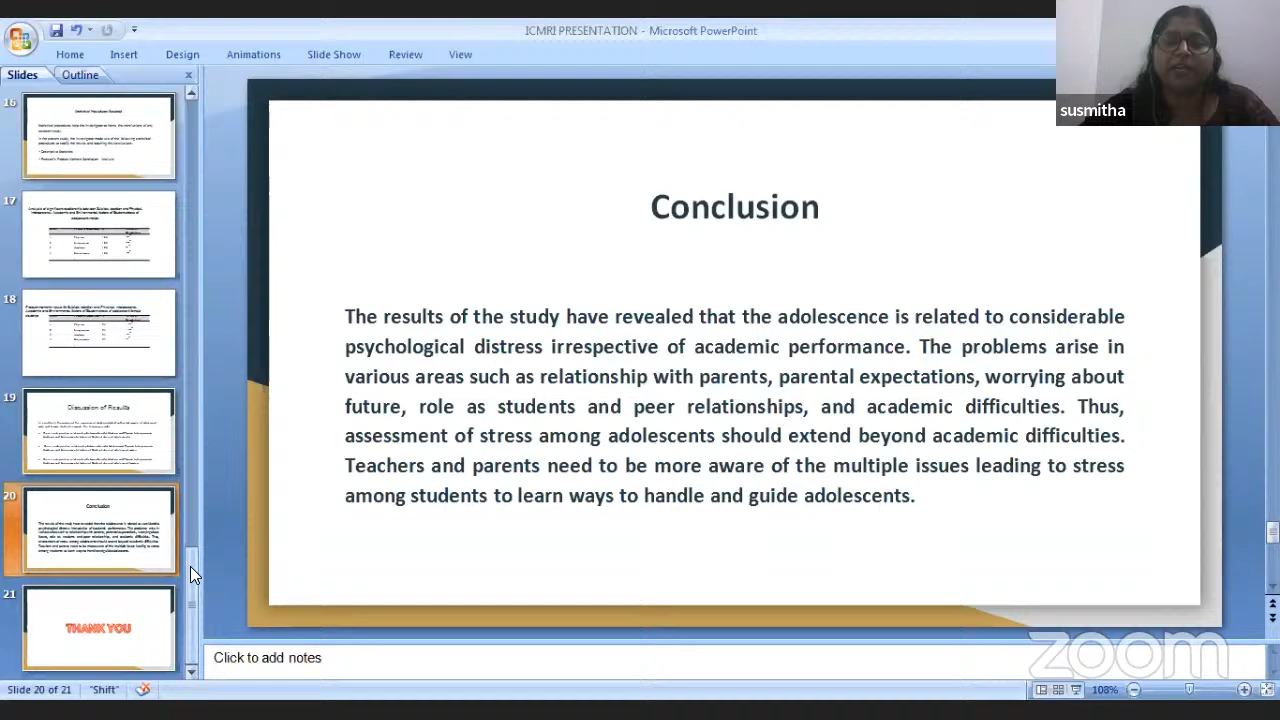 ICMRI PRESENTATION - Microsoft PowerPoint
Home Insert Design Animations Slide Show Review View
susmitha
Slides Outline
16
17
18
19
Discussion of Results
20
Conclusion
21
THANK YOU
Conclusion
The results of the study have revealed that the adolescence is related to considerable
psychological distress irrespective of academic performance. The problems arise in
various areas such as relationship with parents, parental expectations, worrying about
future, role as students and peer relationships, and academic difficulties. Thus,
assessment of stress among adolescents should extend beyond academic difficulties.
Teachers and parents need to be more aware of the multiple issues leading to stress
among students to learn ways to handle and guide adolescents.
Click to add notes
zoom
Slide 20 of 21 "Shift" 108%